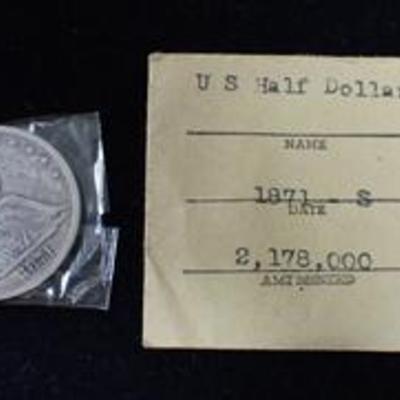 U S Half Dollar
NAME
1871 - S
DATE
2,178,000
AMT MINTED